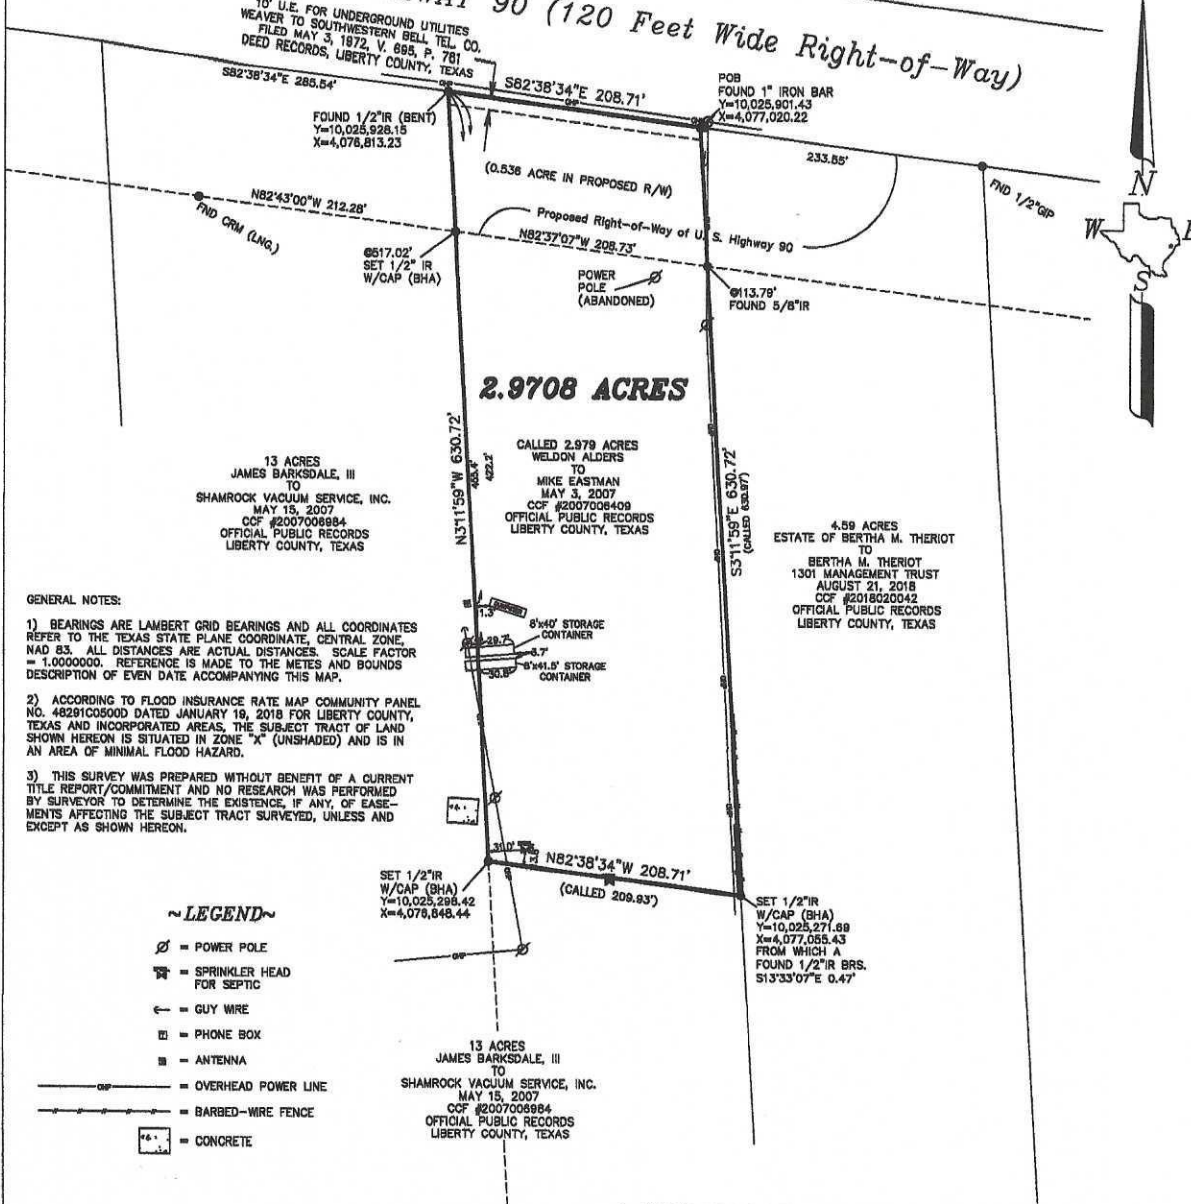 90 (120 Feet Wide Right-of-Way)
10' U.E. FOR UNDERGROUND UTILITIES
WEAVER TO SOUTHWESTERN BELL TEL. CO.
FILED MAY 3, 1972, V. 695, P. 761
DEED RECORDS, LIBERTY COUNTY, TEXAS
S82°38'34"E 285.54'
S82°38'34"E 208.71'
OHP
POB
FOUND 1" IRON BAR
Y=10,025,901.43
X=4,077,020.22
FOUND 1/2"IR (BENT)
Y=10,025,928.15
X=4,076,813.23
233.55'
FND 1/2"GIP
(0.536 ACRE IN PROPOSED R/W)
N82°43'00"W 212.28'
FND CRM (LNG.)
Proposed Right-of-Way of U. S. Highway 90
N82°37'07"W 208.73'
@517.02'
SET 1/2" IR
W/CAP (BHA)
POWER
POLE
(ABANDONED)
@113.79'
FOUND 5/8"IR
N
W
E
S
2.9708 ACRES
N3°11'59"W 630.72'
422.2'
CALLED 2.979 ACRES
WELDON ALDERS
TO
MIKE EASTMAN
MAY 3, 2007
CCF #2007006409
OFFICIAL PUBLIC RECORDS
LIBERTY COUNTY, TEXAS
S3°11'59"E 630.72'
(CALLED 630.97')
13 ACRES
JAMES BARKSDALE, III
TO
SHAMROCK VACUUM SERVICE, INC.
MAY 15, 2007
CCF #2007006984
OFFICIAL PUBLIC RECORDS
LIBERTY COUNTY, TEXAS
4.59 ACRES
ESTATE OF BERTHA M. THERIOT
TO
BERTHA M. THERIOT
1301 MANAGEMENT TRUST
AUGUST 21, 2018
CCF #2018020042
OFFICIAL PUBLIC RECORDS
LIBERTY COUNTY, TEXAS
GENERAL NOTES:
1) BEARINGS ARE LAMBERT GRID BEARINGS AND ALL COORDINATES
REFER TO THE TEXAS STATE PLANE COORDINATE, CENTRAL ZONE,
NAD 83. ALL DISTANCES ARE ACTUAL DISTANCES. SCALE FACTOR
= 1.0000000. REFERENCE IS MADE TO THE METES AND BOUNDS
DESCRIPTION OF EVEN DATE ACCOMPANYING THIS MAP.
2) ACCORDING TO FLOOD INSURANCE RATE MAP COMMUNITY PANEL
NO. 48291C0500D DATED JANUARY 19, 2018 FOR LIBERTY COUNTY,
TEXAS AND INCORPORATED AREAS, THE SUBJECT TRACT OF LAND
SHOWN HEREON IS SITUATED IN ZONE "X" (UNSHADED) AND IS IN
AN AREA OF MINIMAL FLOOD HAZARD.
3) THIS SURVEY WAS PREPARED WITHOUT BENEFIT OF A CURRENT
TITLE REPORT/COMMITMENT AND NO RESEARCH WAS PERFORMED
BY SURVEYOR TO DETERMINE THE EXISTENCE, IF ANY, OF EASE-
MENTS AFFECTING THE SUBJECT TRACT SURVEYED, UNLESS AND
EXCEPT AS SHOWN HEREON.
1.3'
8'x40' STORAGE
CONTAINER
29.7'
6.7'
8'x41.5' STORAGE
CONTAINER
30.8'
31.0'
N82°38'34"W 208.71'
(CALLED 209.93')
SET 1/2"IR
W/CAP (BHA)
Y=10,025,298.42
X=4,076,848.44
SET 1/2"IR
W/CAP (BHA)
Y=10,025,271.69
X=4,077,055.43
FROM WHICH A
FOUND 1/2"IR BRS.
S13°33'07"E 0.47'
~LEGEND~
= POWER POLE
= SPRINKLER HEAD
FOR SEPTIC
= GUY WIRE
= PHONE BOX
= ANTENNA
OHP = OVERHEAD POWER LINE
= BARBED-WIRE FENCE
= CONCRETE
OHP
13 ACRES
JAMES BARKSDALE, III
TO
SHAMROCK VACUUM SERVICE, INC.
MAY 15, 2007
CCF #2007006984
OFFICIAL PUBLIC RECORDS
LIBERTY COUNTY, TEXAS